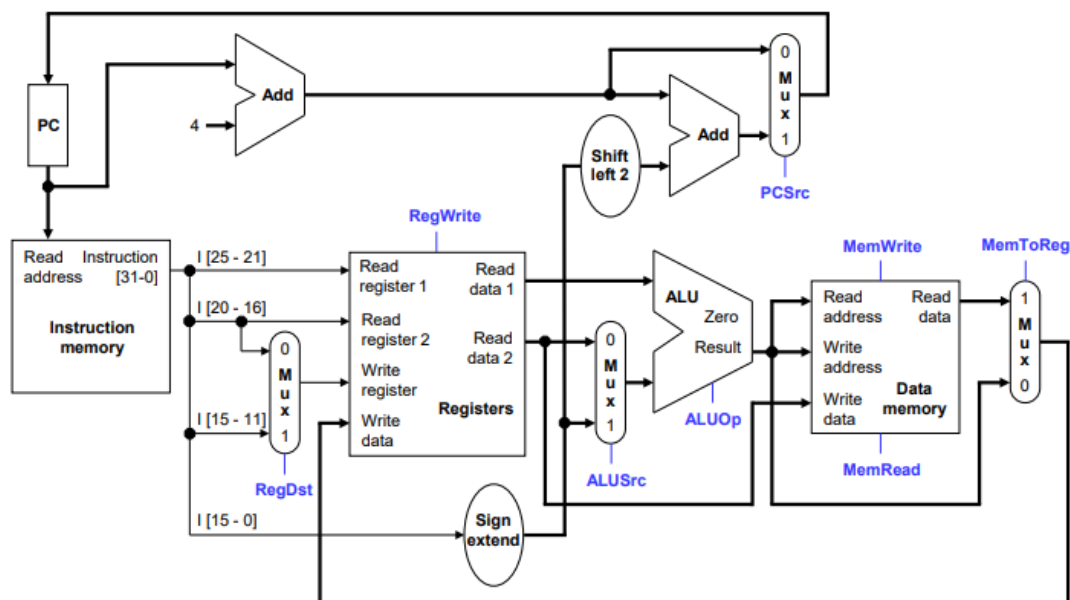 PC
4
Add
Shift
left 2
Add
0
M
u
x
1
PCSrc
Read
address
Instruction
[31-0]
Instruction
memory
I [25 - 21]
I [20 - 16]
I [15 - 11]
I [15 - 0]
0
M
u
x
1
RegDst
RegWrite
Read
register 1
Read
data 1
Read
register 2
Read
data 2
Write
register
Write
data
Registers
Sign
extend
0
M
u
x
1
ALUSrc
ALU
Zero
Result
ALUOp
MemWrite
Read
address
Read
data
Write
address
Write
data
Data
memory
MemRead
MemToReg
1
M
u
x
0